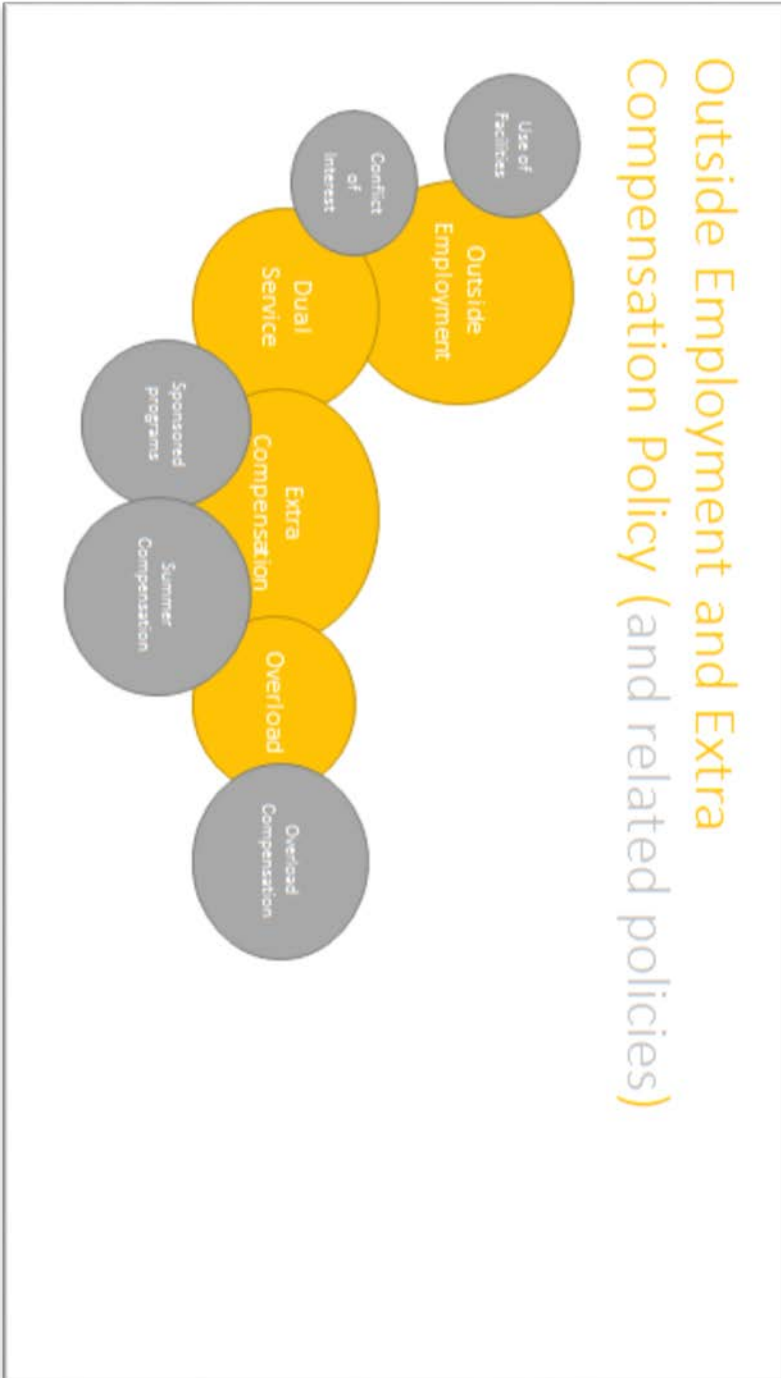 Outside Employment and Extra
Compensation Policy (and related policies)
Use of
Facilities
Outside
Employment
Conflict
of
Interest
Dual
Service
Extra
Compensation
Overload
Overload
Compensation
Sponsored
programs
Summer
Compensation